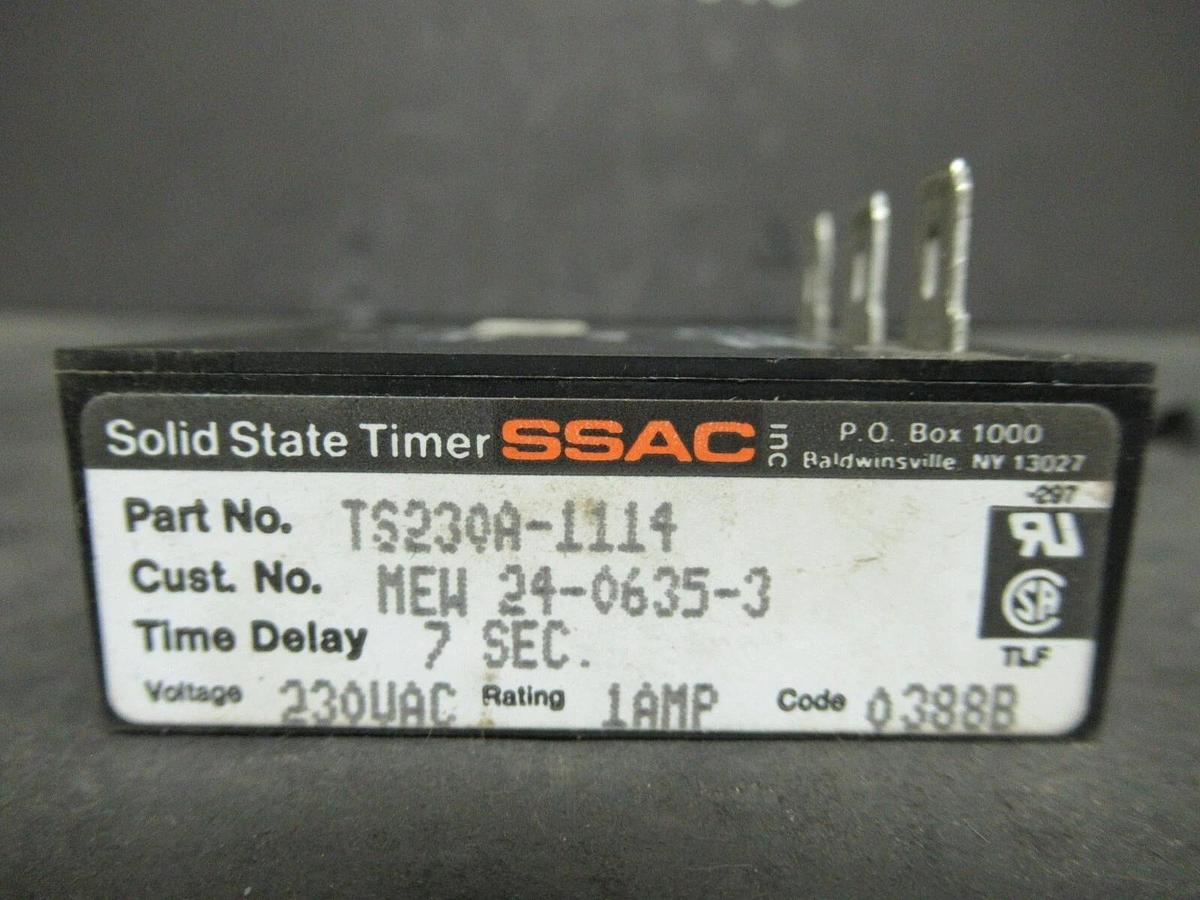 Solid State Timer SSAC inc P.O. Box 1000
Baldwinsville, NY 13027
-297
Part No. TS230A-1114
Cust. No. MEW 24-0635-3
Time Delay 7 SEC.
TLF
Voltage 230VAC Rating 1AMP Code 0388B